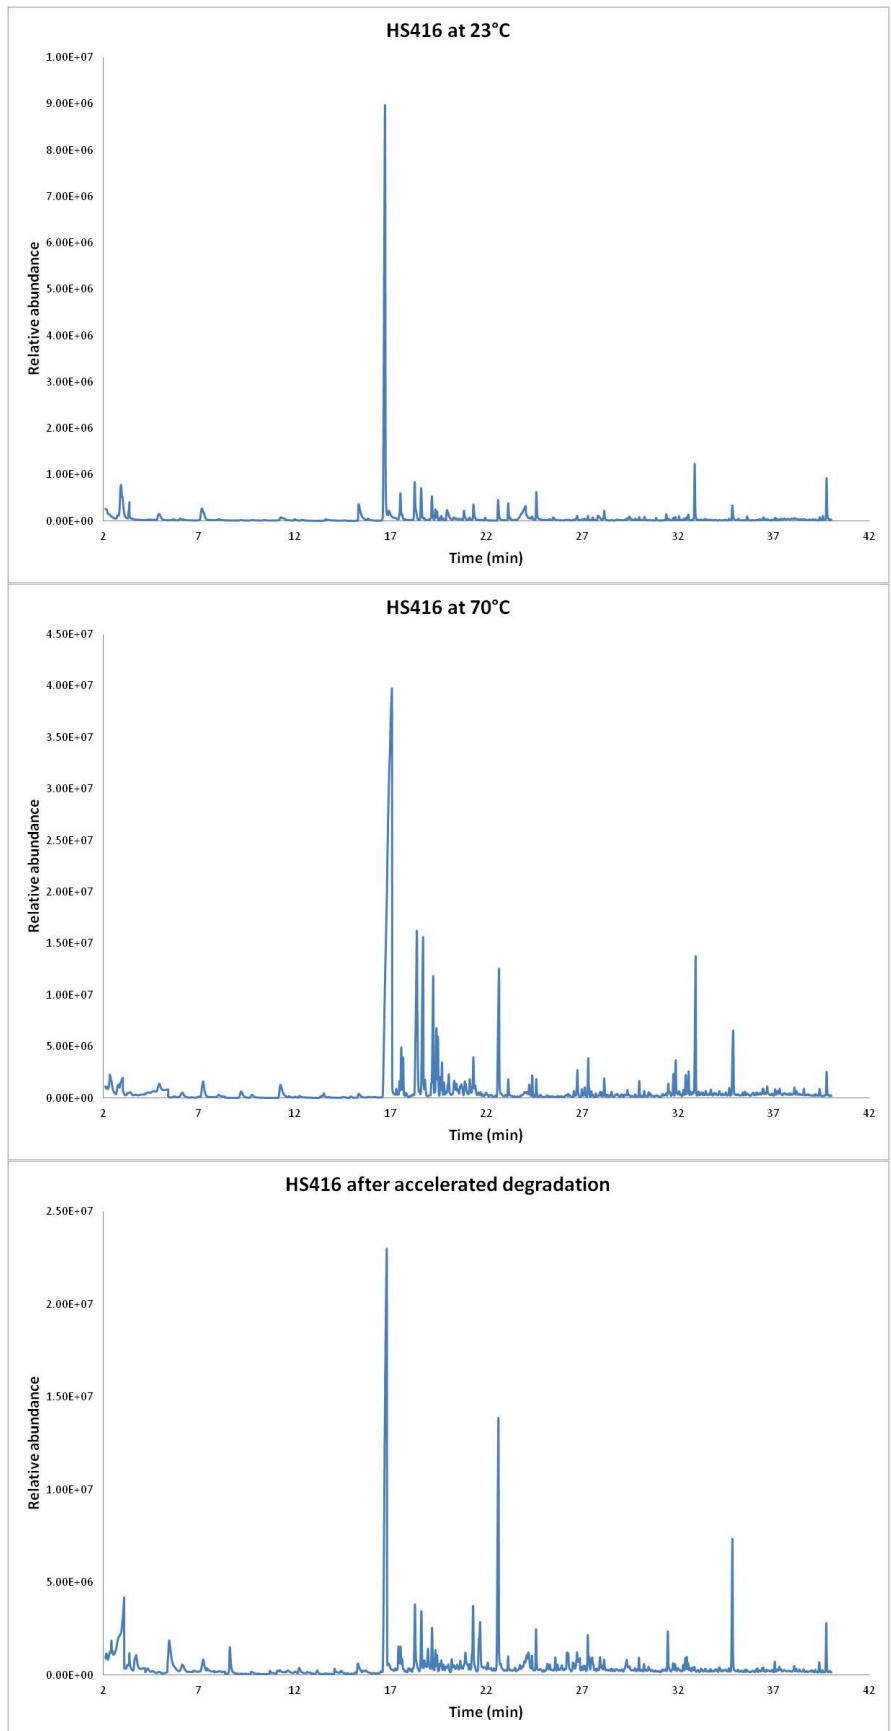 HS416 at 23°C
1.00E+07
9.00E+06
8.00E+06
7.00E+06
6.00E+06
5.00E+06
4.00E+06
3.00E+06
2.00E+06
1.00E+06
0.00E+00
Relative abundance
2 7 12 17 22 27 32 37 42
Time (min)
HS416 at 70°C
4.50E+07
4.00E+07
3.50E+07
3.00E+07
2.50E+07
2.00E+07
1.50E+07
1.00E+07
5.00E+06
0.00E+00
Relative abundance
2 7 12 17 22 27 32 37 42
Time (min)
HS416 after accelerated degradation
2.50E+07
2.00E+07
1.50E+07
1.00E+07
5.00E+06
0.00E+00
Relative abundance
2 7 12 17 22 27 32 37 42
Time (min)